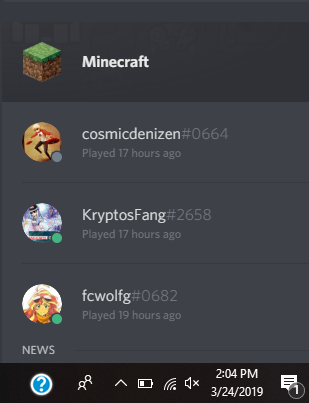 Minecraft
cosmicdenizen#0664
Played 17 hours ago
KryptosFang#2658
Played 17 hours ago
fcwolfg#0682
Played 19 hours ago
NEWS
2:04 PM
3/24/2019
1